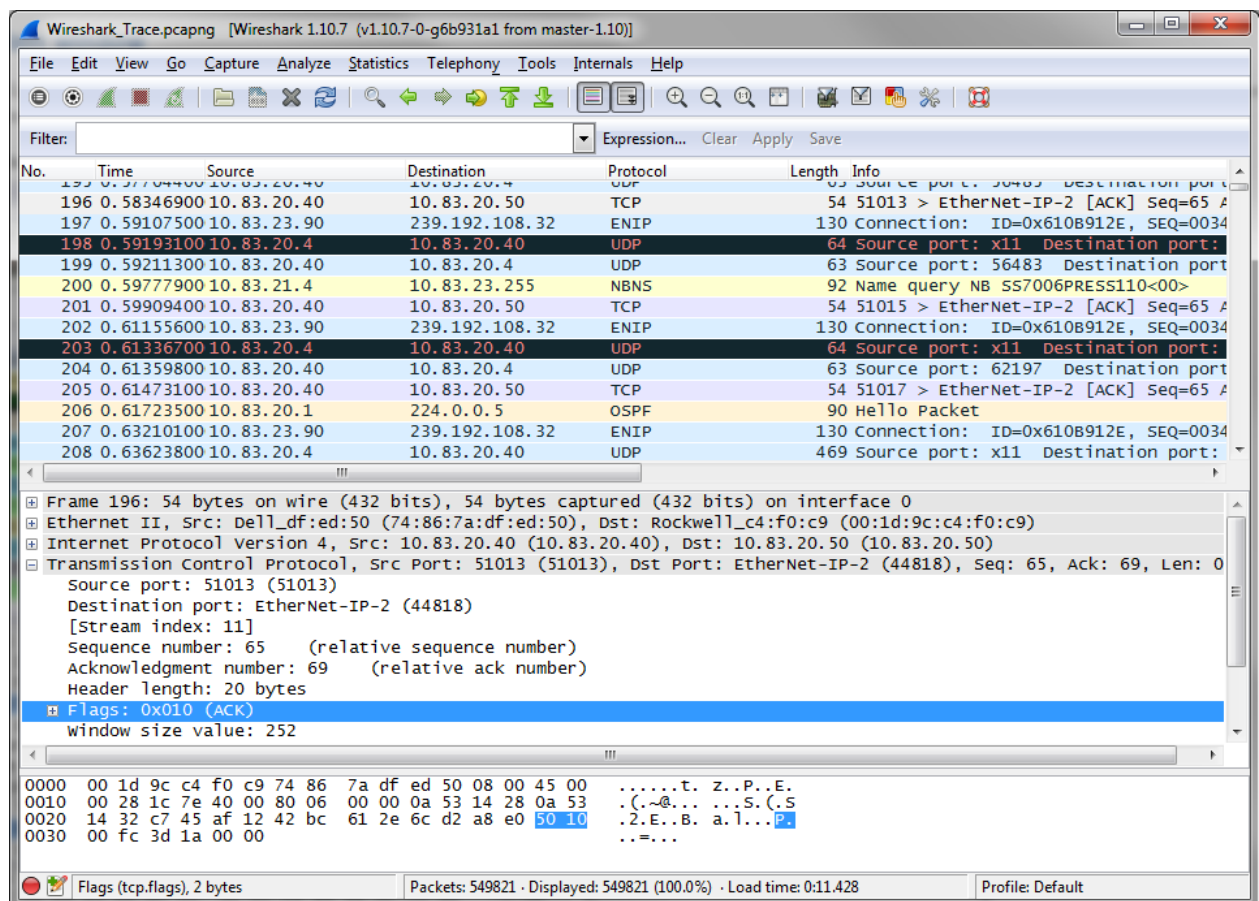 Wireshark_Trace.pcapng [Wireshark 1.10.7 (v1.10.7-0-g6b931a1 from master-1.10)]
File Edit View Go Capture Analyze Statistics Telephony Tools Internals Help
Filter: Expression... Clear Apply Save
No. Time Source Destination Protocol Length Info
196 0.58346900 10.83.20.40 10.83.20.50 TCP 54 51013 > EtherNet-IP-2 [ACK] Seq=65 A
197 0.59107500 10.83.23.90 239.192.108.32 ENIP 130 Connection: ID=0x610B912E, SEQ=0034
198 0.59193100 10.83.20.4 10.83.20.40 UDP 64 Source port: x11 Destination port:
199 0.59211300 10.83.20.40 10.83.20.4 UDP 63 Source port: 56483 Destination port
200 0.59777900 10.83.21.4 10.83.23.255 NBNS 92 Name query NB SS7006PRESS110<00>
201 0.59909400 10.83.20.40 10.83.20.50 TCP 54 51015 > EtherNet-IP-2 [ACK] Seq=65 A
202 0.61155600 10.83.23.90 239.192.108.32 ENIP 130 Connection: ID=0x610B912E, SEQ=0034
203 0.61336700 10.83.20.4 10.83.20.40 UDP 64 Source port: x11 Destination port:
204 0.61359800 10.83.20.40 10.83.20.4 UDP 63 Source port: 62197 Destination port
205 0.61473100 10.83.20.40 10.83.20.50 TCP 54 51017 > EtherNet-IP-2 [ACK] Seq=65 A
206 0.61723500 10.83.20.1 224.0.0.5 OSPF 90 Hello Packet
207 0.63210100 10.83.23.90 239.192.108.32 ENIP 130 Connection: ID=0x610B912E, SEQ=0034
208 0.63623800 10.83.20.4 10.83.20.40 UDP 469 Source port: x11 Destination port:
Frame 196: 54 bytes on wire (432 bits), 54 bytes captured (432 bits) on interface 0
Ethernet II, Src: Dell_df:ed:50 (74:86:7a:df:ed:50), Dst: Rockwell_c4:f0:c9 (00:1d:9c:c4:f0:c9)
Internet Protocol Version 4, Src: 10.83.20.40 (10.83.20.40), Dst: 10.83.20.50 (10.83.20.50)
Transmission Control Protocol, Src Port: 51013 (51013), Dst Port: EtherNet-IP-2 (44818), Seq: 65, Ack: 69, Len: 0
Source port: 51013 (51013)
Destination port: EtherNet-IP-2 (44818)
[Stream index: 11]
Sequence number: 65 (relative sequence number)
Acknowledgment number: 69 (relative ack number)
Header length: 20 bytes
Flags: 0x010 (ACK)
Window size value: 252
0000 00 1d 9c c4 f0 c9 74 86 7a df ed 50 08 00 45 00 ......t. z..P..E.
0010 00 28 1c 7e 40 00 80 06 00 00 0a 53 14 28 0a 53 .(.~@... ...S.(.S
0020 14 32 c7 45 af 12 42 bc 61 2e 6c d2 a8 e0 50 10 .2.E..B. a.l...P.
0030 00 fc 3d 1a 00 00 ..=...
Flags (tcp.flags), 2 bytes Packets: 549821 · Displayed: 549821 (100.0%) · Load time: 0:11.428 Profile: Default